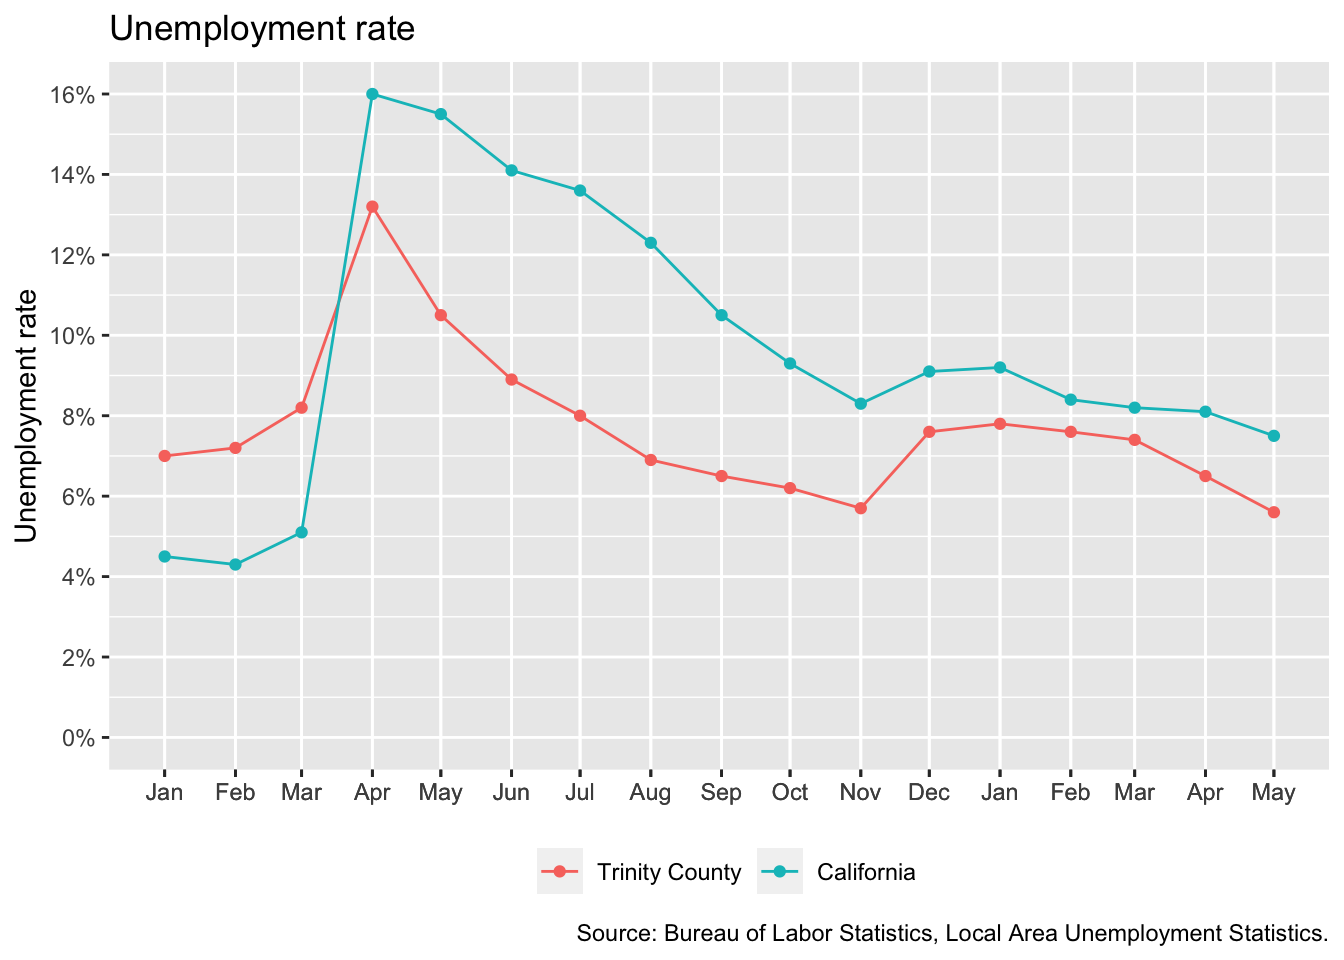 Unemployment rate
Unemployment rate
16%
14%
12%
10%
8%
6%
4%
2%
0%
Jan Feb Mar Apr May Jun Jul Aug Sep Oct Nov Dec Jan Feb Mar Apr May
Trinity County California
Source: Bureau of Labor Statistics, Local Area Unemployment Statistics.